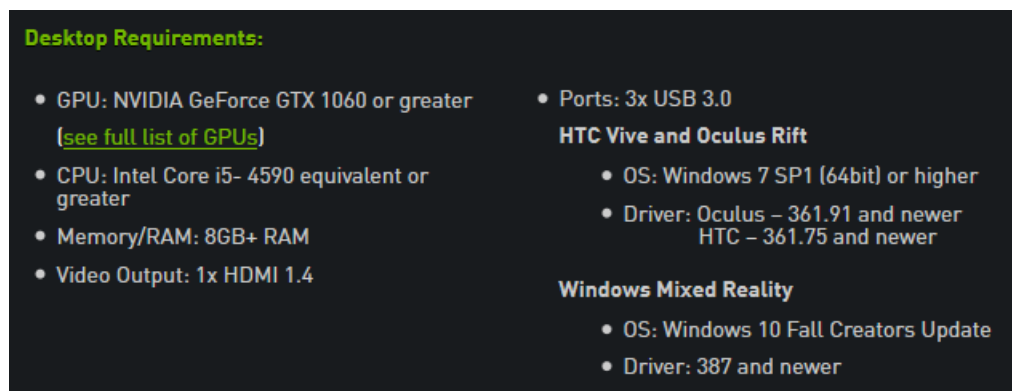 Desktop Requirements:
• GPU: NVIDIA GeForce GTX 1060 or greater
(see full list of GPUs)
• CPU: Intel Core i5- 4590 equivalent or
greater
• Memory/RAM: 8GB+ RAM
• Video Output: 1x HDMI 1.4
• Ports: 3x USB 3.0
HTC Vive and Oculus Rift
• OS: Windows 7 SP1 (64bit) or higher
• Driver: Oculus – 361.91 and newer
HTC – 361.75 and newer
Windows Mixed Reality
• OS: Windows 10 Fall Creators Update
• Driver: 387 and newer